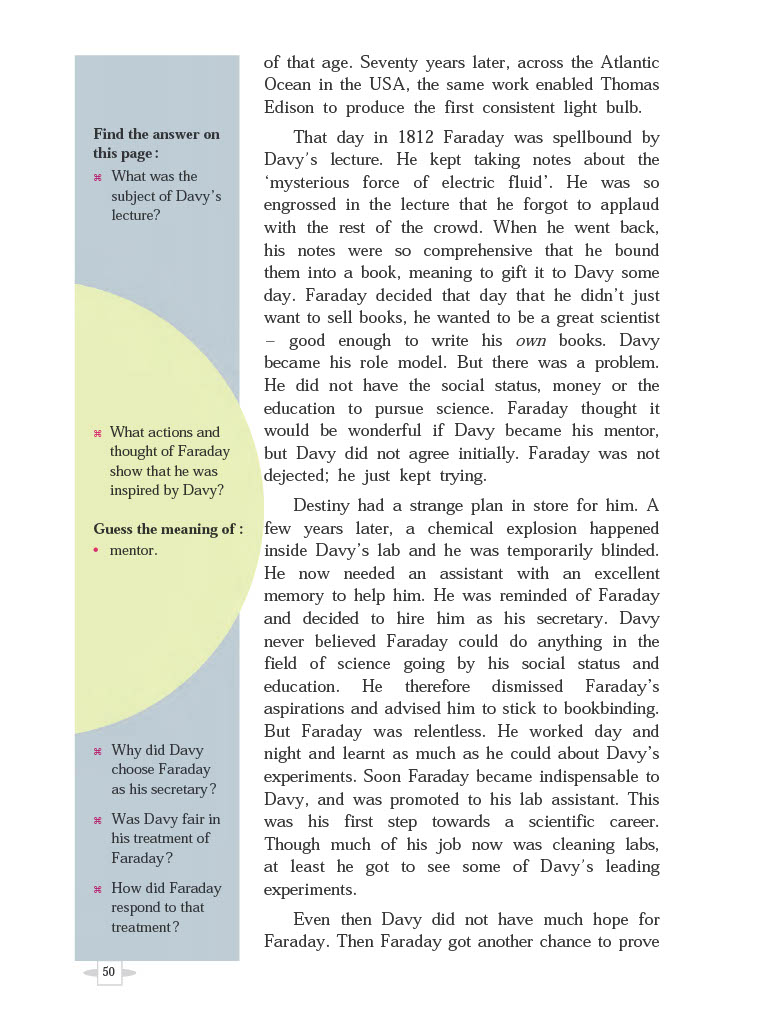 of that age. Seventy years later, across the Atlantic
Ocean in the USA, the same work enabled Thomas
Edison to produce the first consistent light bulb.
That day in 1812 Faraday was spellbound by
Davy's lecture. He kept taking notes about the
‘mysterious force of electric fluid’. He was so
engrossed in the lecture that he forgot to applaud
with the rest of the crowd. When he went back,
his notes were so comprehensive that he bound
them into a book, meaning to gift it to Davy some
day. Faraday decided that day that he didn't just
want to sell books, he wanted to be a great scientist
– good enough to write his own books. Davy
became his role model. But there was a problem.
He did not have the social status, money or the
education to pursue science. Faraday thought it
would be wonderful if Davy became his mentor,
but Davy did not agree initially. Faraday was not
dejected; he just kept trying.
Destiny had a strange plan in store for him. A
few years later, a chemical explosion happened
inside Davy's lab and he was temporarily blinded.
He now needed an assistant with an excellent
memory to help him. He was reminded of Faraday
and decided to hire him as his secretary. Davy
never believed Faraday could do anything in the
field of science going by his social status and
education. He therefore dismissed Faraday's
aspirations and advised him to stick to bookbinding.
But Faraday was relentless. He worked day and
night and learnt as much as he could about Davy's
experiments. Soon Faraday became indispensable to
Davy, and was promoted to his lab assistant. This
was his first step towards a scientific career.
Though much of his job now was cleaning labs,
at least he got to see some of Davy's leading
experiments.
Even then Davy did not have much hope for
Faraday. Then Faraday got another chance to prove
Find the answer on
this page :
⌘ What was the
subject of Davy's
lecture?
⌘ What actions and
thought of Faraday
show that he was
inspired by Davy?
Guess the meaning of :
• mentor.
⌘ Why did Davy
choose Faraday
as his secretary?
⌘ Was Davy fair in
his treatment of
Faraday?
⌘ How did Faraday
respond to that
treatment?
50